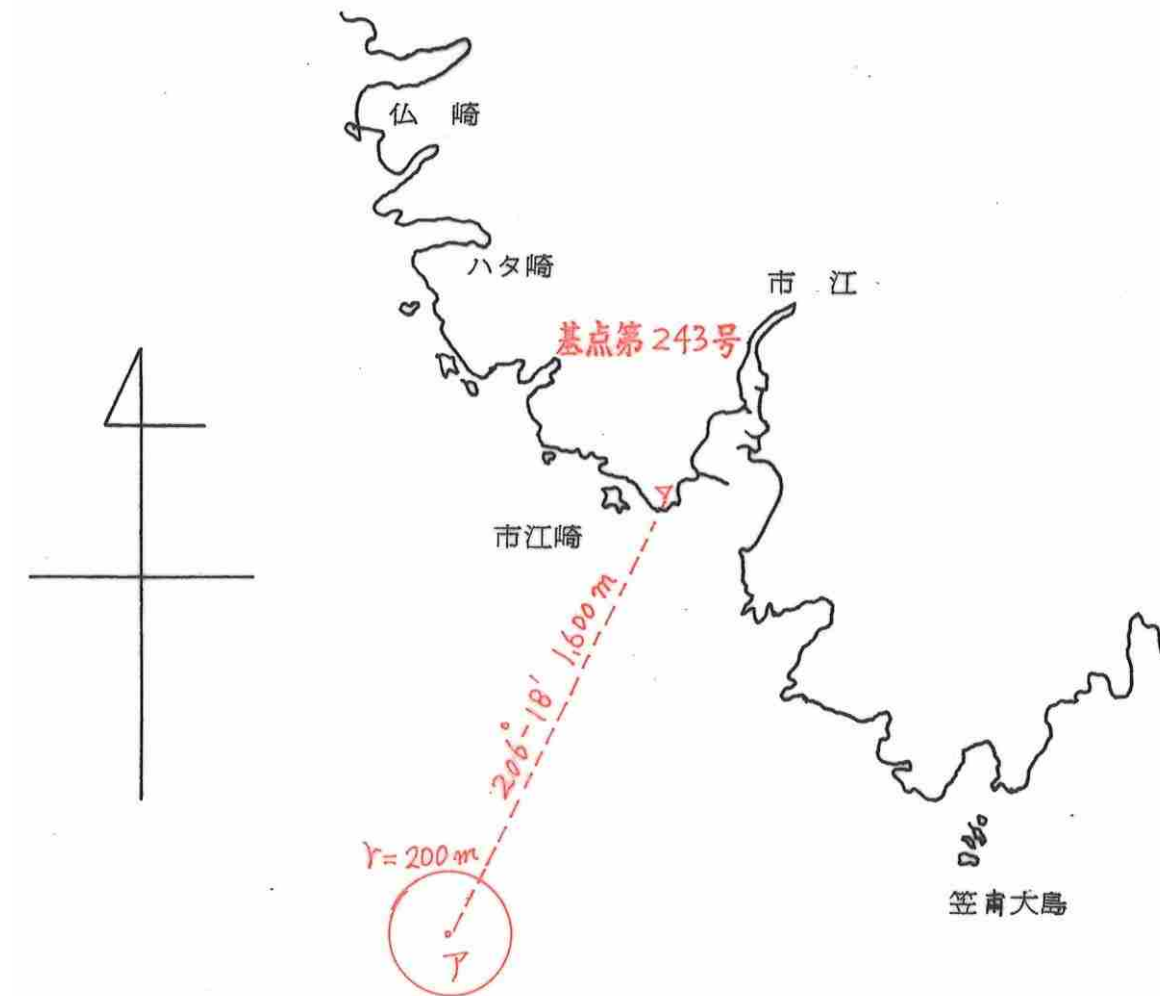 仏崎
ハタ崎
市江
基点第243号
市江崎
206°-18′ 1,600m
r=200m
ア
笠甫大島